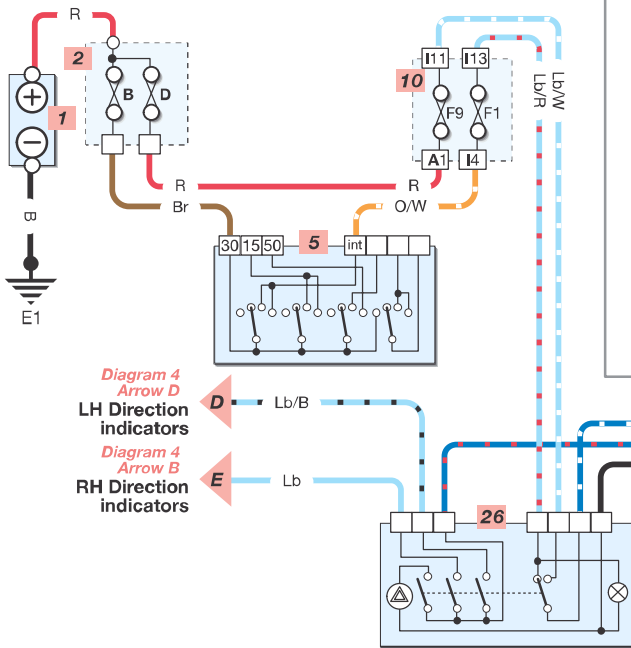 R
2
10
I11
I13
+
B
D
F9
F1
Lb/R
Lb/W
1
−
A1
I4
R
R
B
Br
O/W
30
15
50
5
int
E1
Diagram 4
Arrow D
LH Direction
indicators
D
Lb/B
Diagram 4
Arrow B
RH Direction
indicators
E
Lb
26